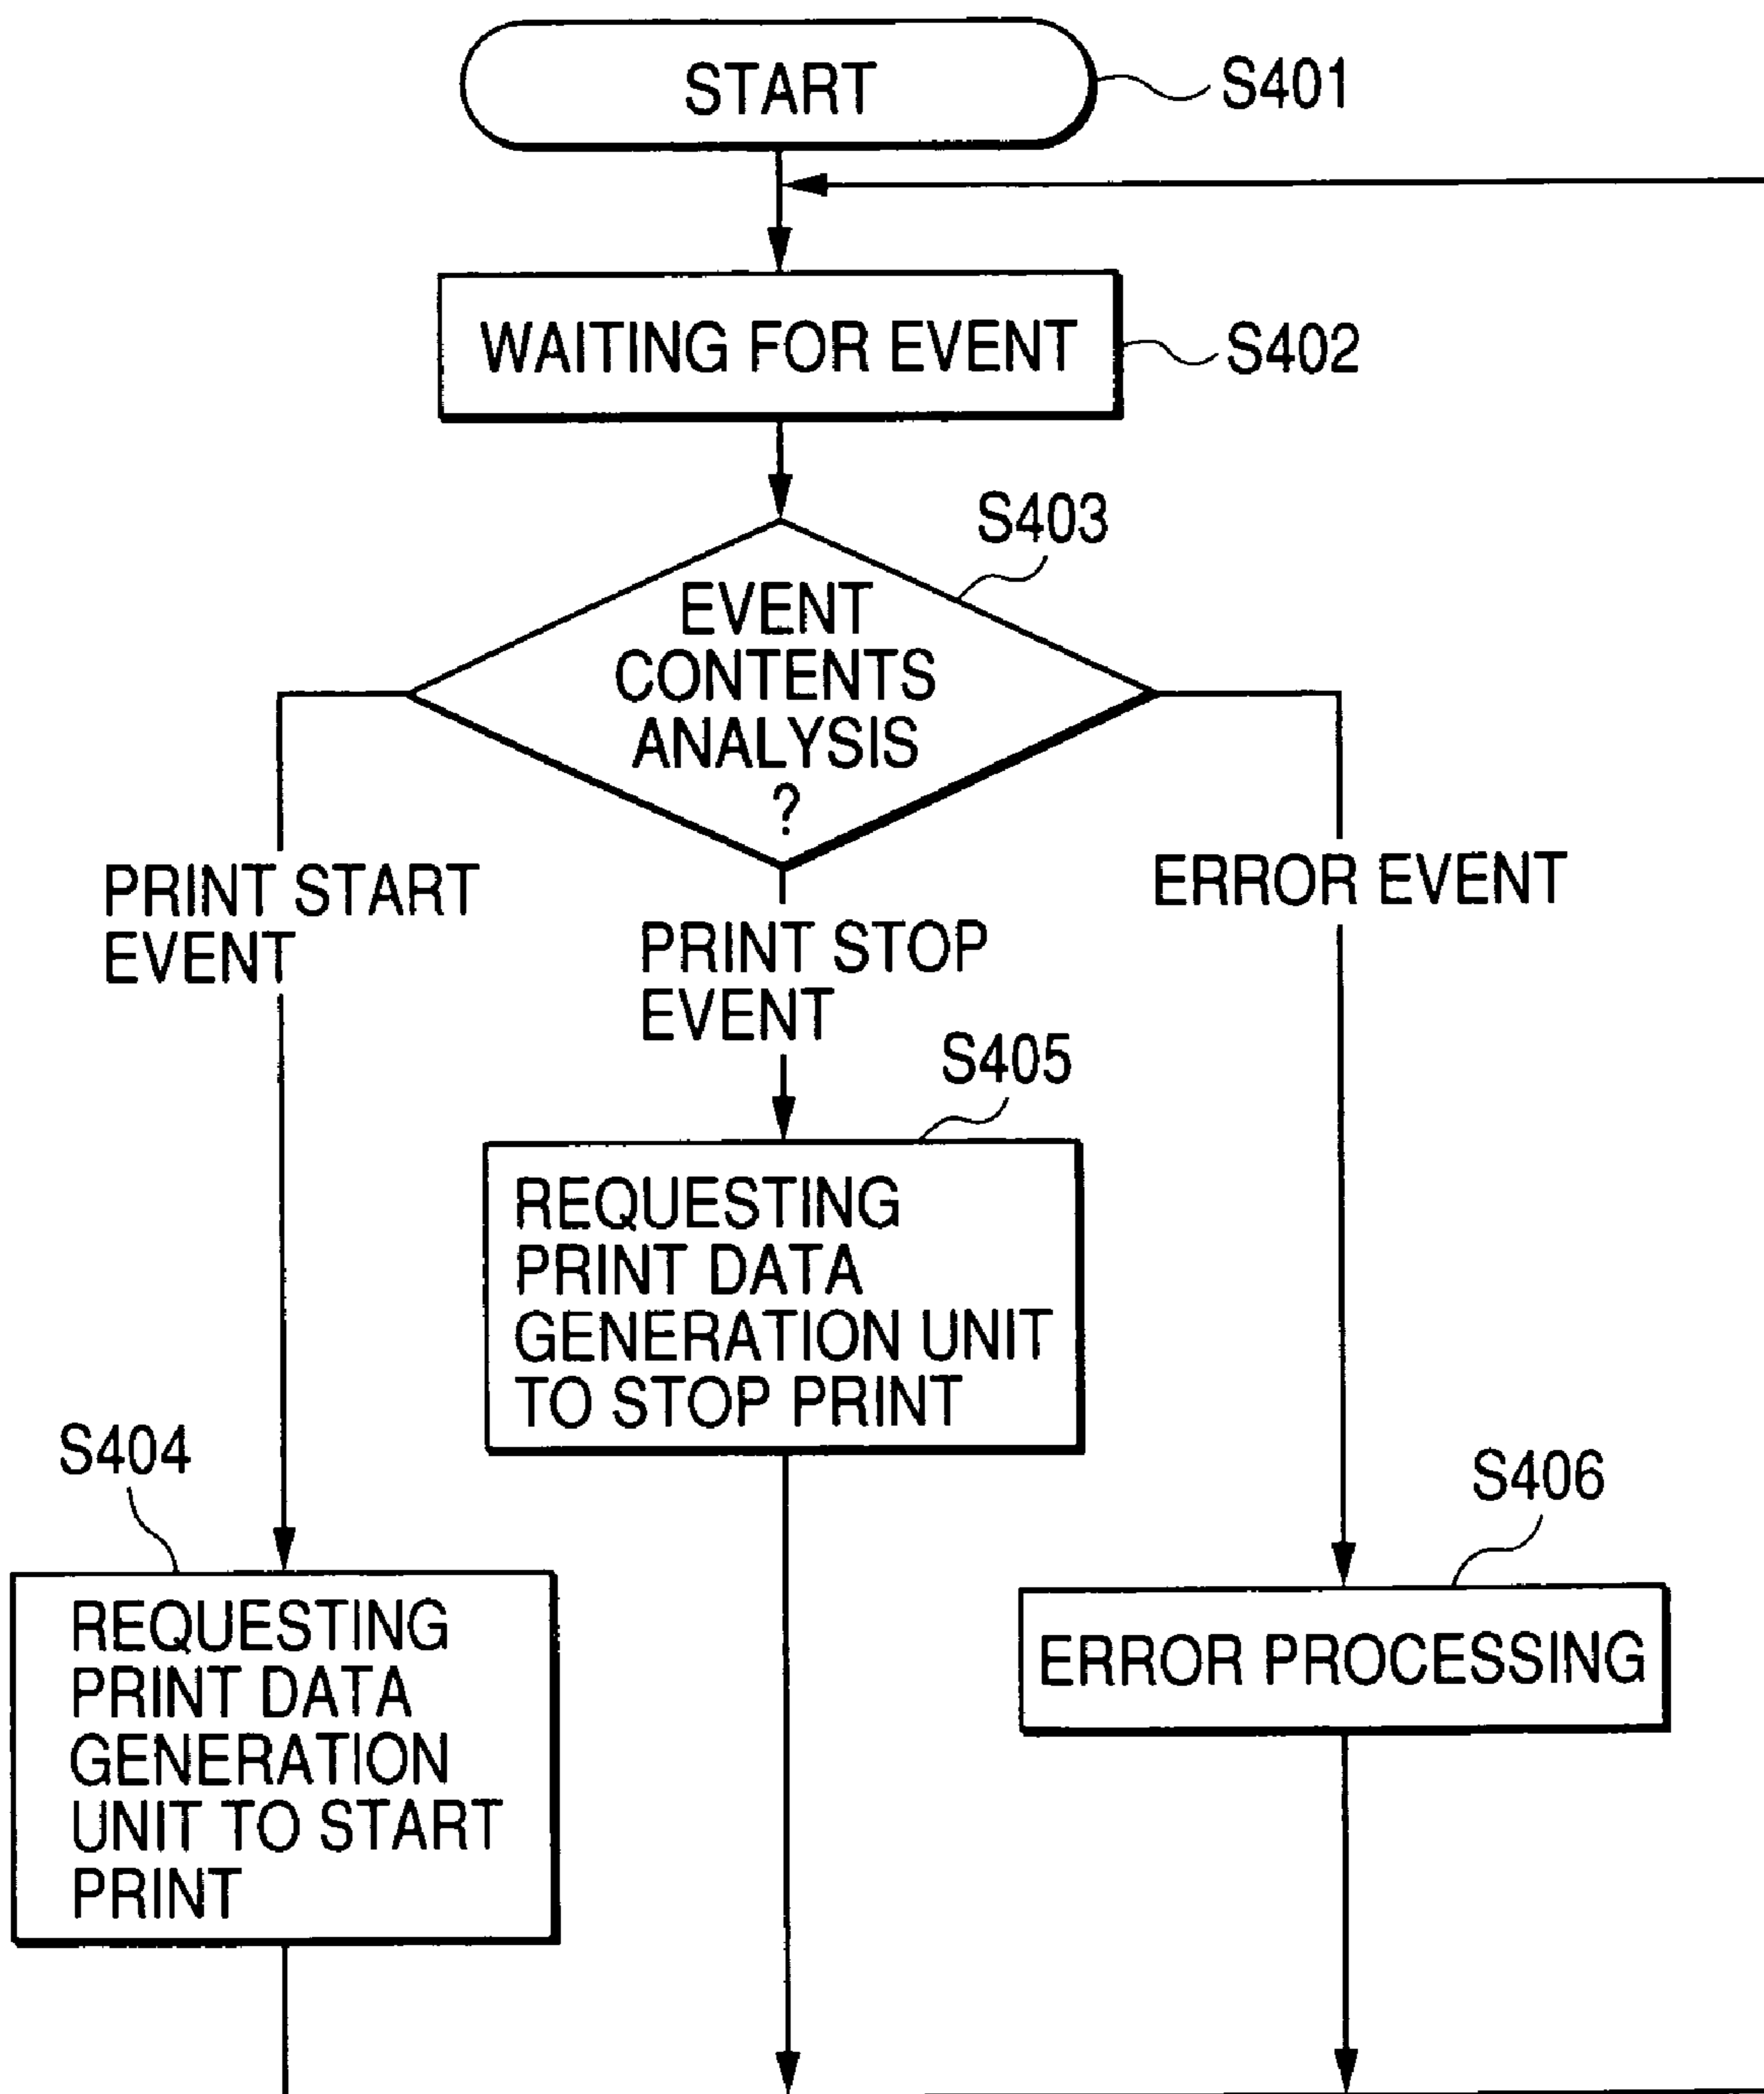 START
S401
WAITING FOR EVENT
S402
S403
EVENT
CONTENTS
ANALYSIS
?
PRINT START
EVENT
PRINT STOP
EVENT
ERROR EVENT
S405
REQUESTING
PRINT DATA
GENERATION UNIT
TO STOP PRINT
S404
REQUESTING
PRINT DATA
GENERATION
UNIT TO START
PRINT
S406
ERROR PROCESSING